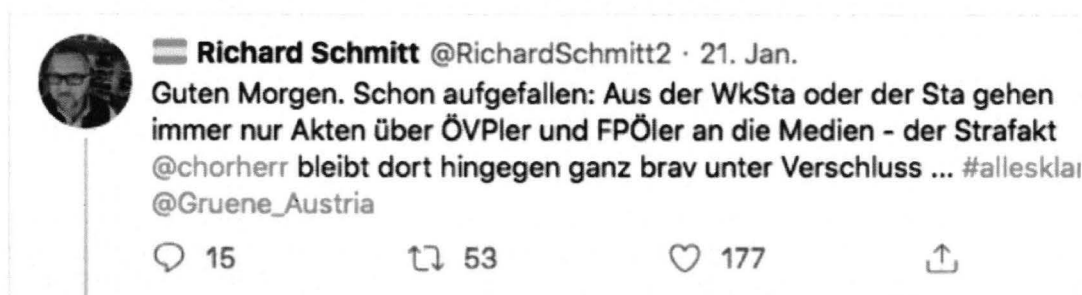 Richard Schmitt @RichardSchmitt2 · 21. Jan.
Guten Morgen. Schon aufgefallen: Aus der WkSta oder der Sta gehen
immer nur Akten über ÖVPler und FPÖler an die Medien - der Strafakt
@chorherr bleibt dort hingegen ganz brav unter Verschluss ... #allesklar
@Gruene_Austria
15 53 177